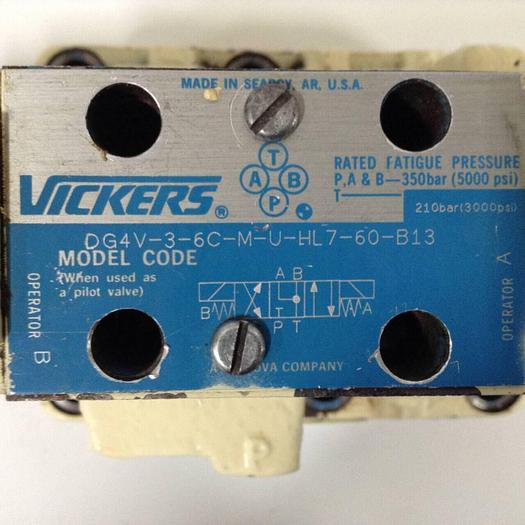 MADE IN SEARCY, AR, U.S.A.
VICKERS®
T
A B
P
RATED FATIGUE PRESSURE
P,A & B—350bar (5000 psi)
T—
210bar(3000psi)
DG4V-3-6C-M-U-HL7-60-B13
MODEL CODE
(When used as
a pilot valve)
OPERATOR B
A B
B
T
A
P T
OPERATOR A
COMPANY